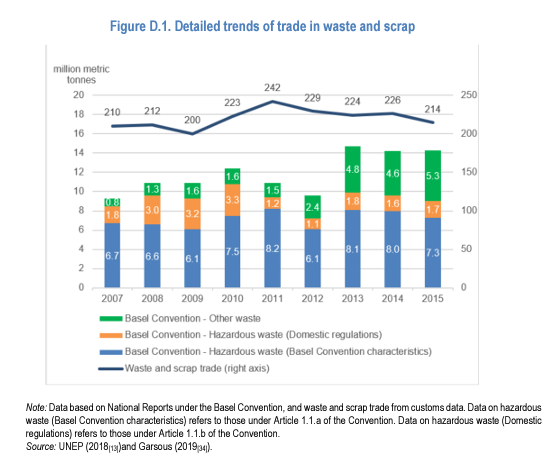 Figure D.1. Detailed trends of trade in waste and scrap
million metric
tonnes
20 250
18
16 200
14
12 150
10
8 100
6
4 50
2
0 0
210 212 200 223 242 229 224 226 214
0.8 1.3 1.6 1.6 1.5 2.4 4.8 4.6 5.3
1.8 3.0 3.2 3.3 1.2 1.1 1.8 1.6 1.7
6.7 6.6 6.1 7.5 8.2 6.1 8.1 8.0 7.3
2007 2008 2009 2010 2011 2012 2013 2014 2015
Basel Convention - Other waste
Basel Convention - Hazardous waste (Domestic regulations)
Basel Convention - Hazardous waste (Basel Convention characteristics)
Waste and scrap trade (right axis)
Note: Data based on National Reports under the Basel Convention, and waste and scrap trade from customs data. Data on hazardous
waste (Basel Convention characteristics) refers to those under Article 1.1.a of the Convention. Data on hazardous waste (Domestic
regulations) refers to those under Article 1.1.b of the Convention.
Source: UNEP (2018[13])and Garsous (2019[34]).